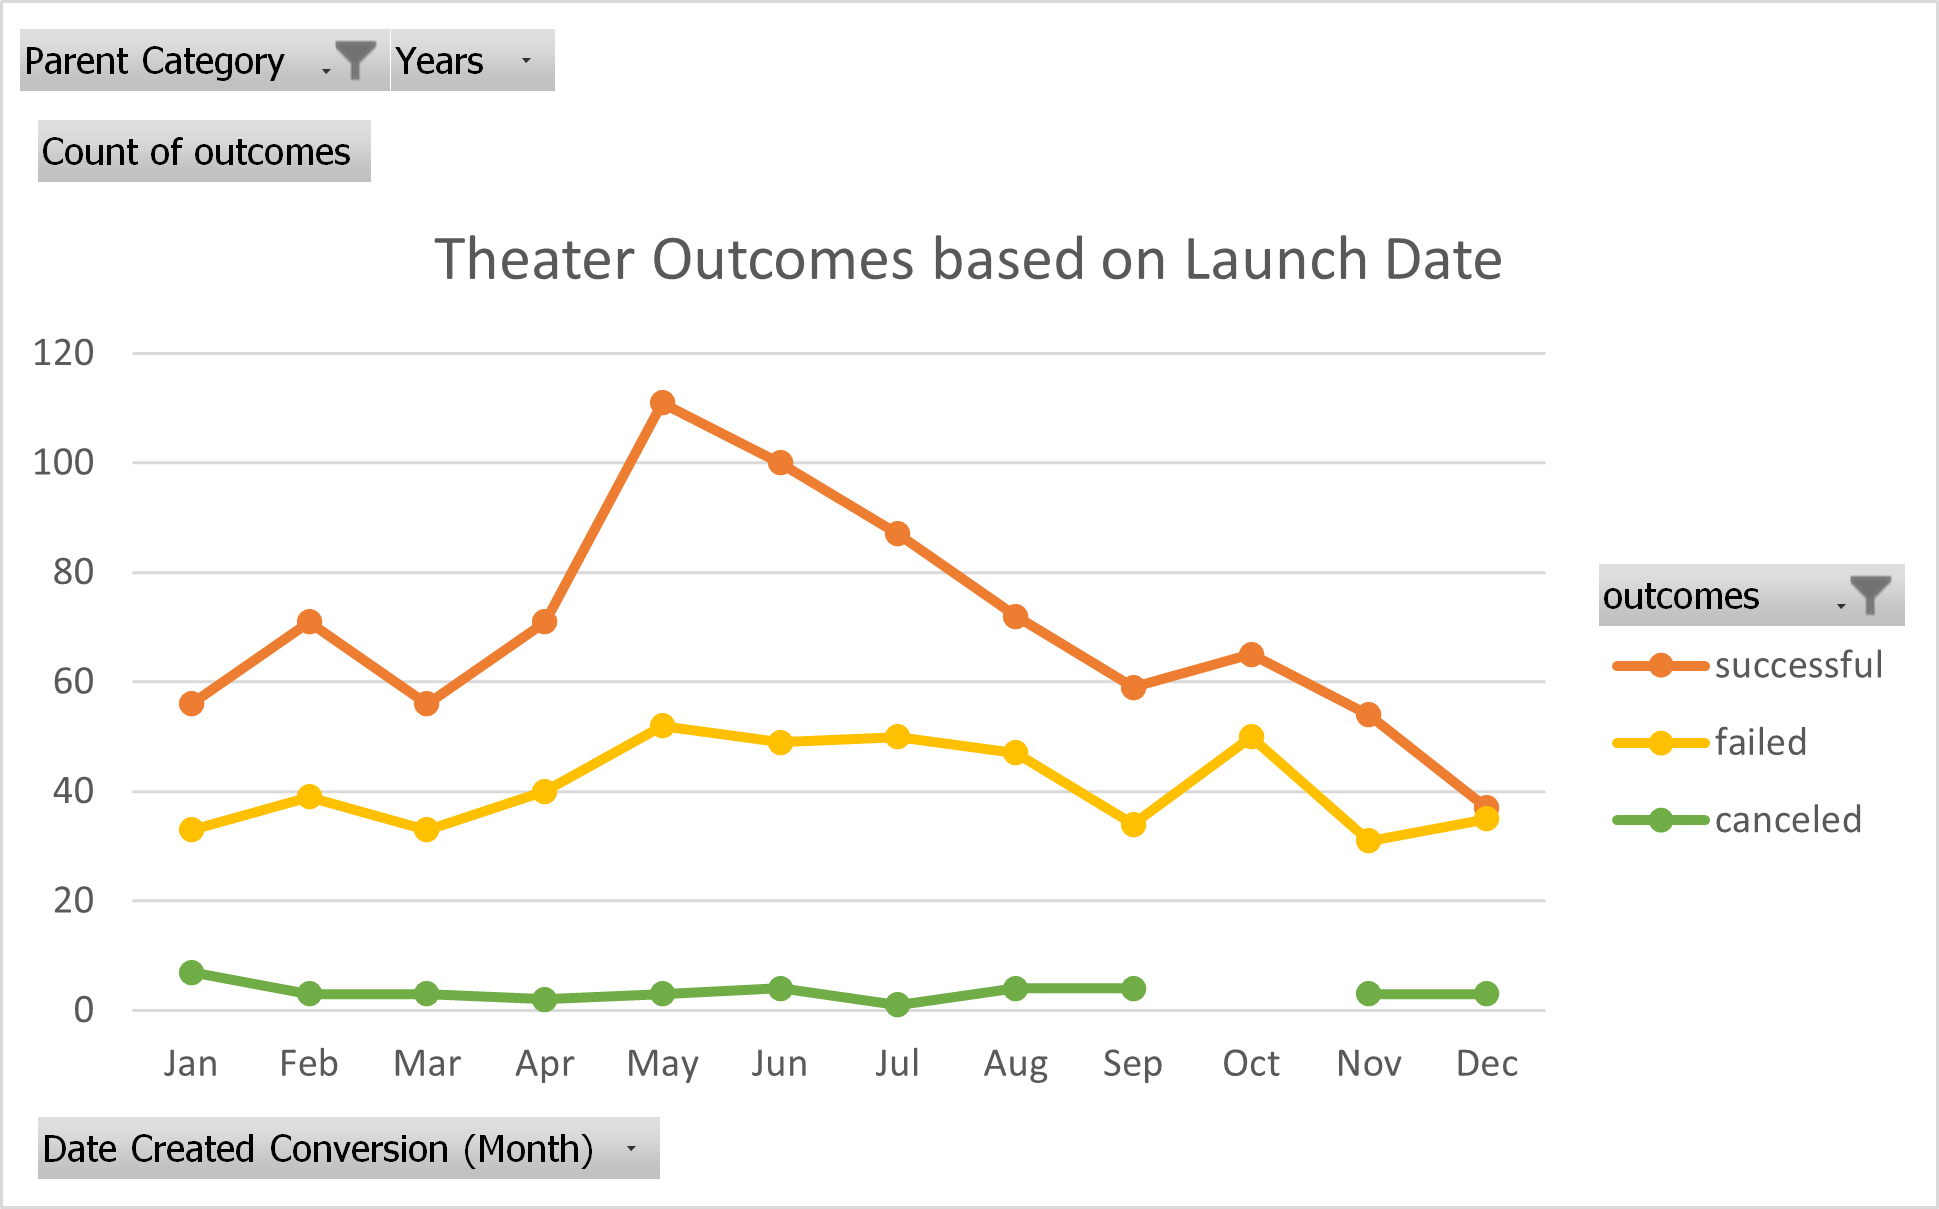 Parent Category Years
Count of outcomes
Theater Outcomes based on Launch Date
120
100
80
60
40
20
0
Jan Feb Mar Apr May Jun Jul Aug Sep Oct Nov Dec
outcomes
successful
failed
canceled
Date Created Conversion (Month)